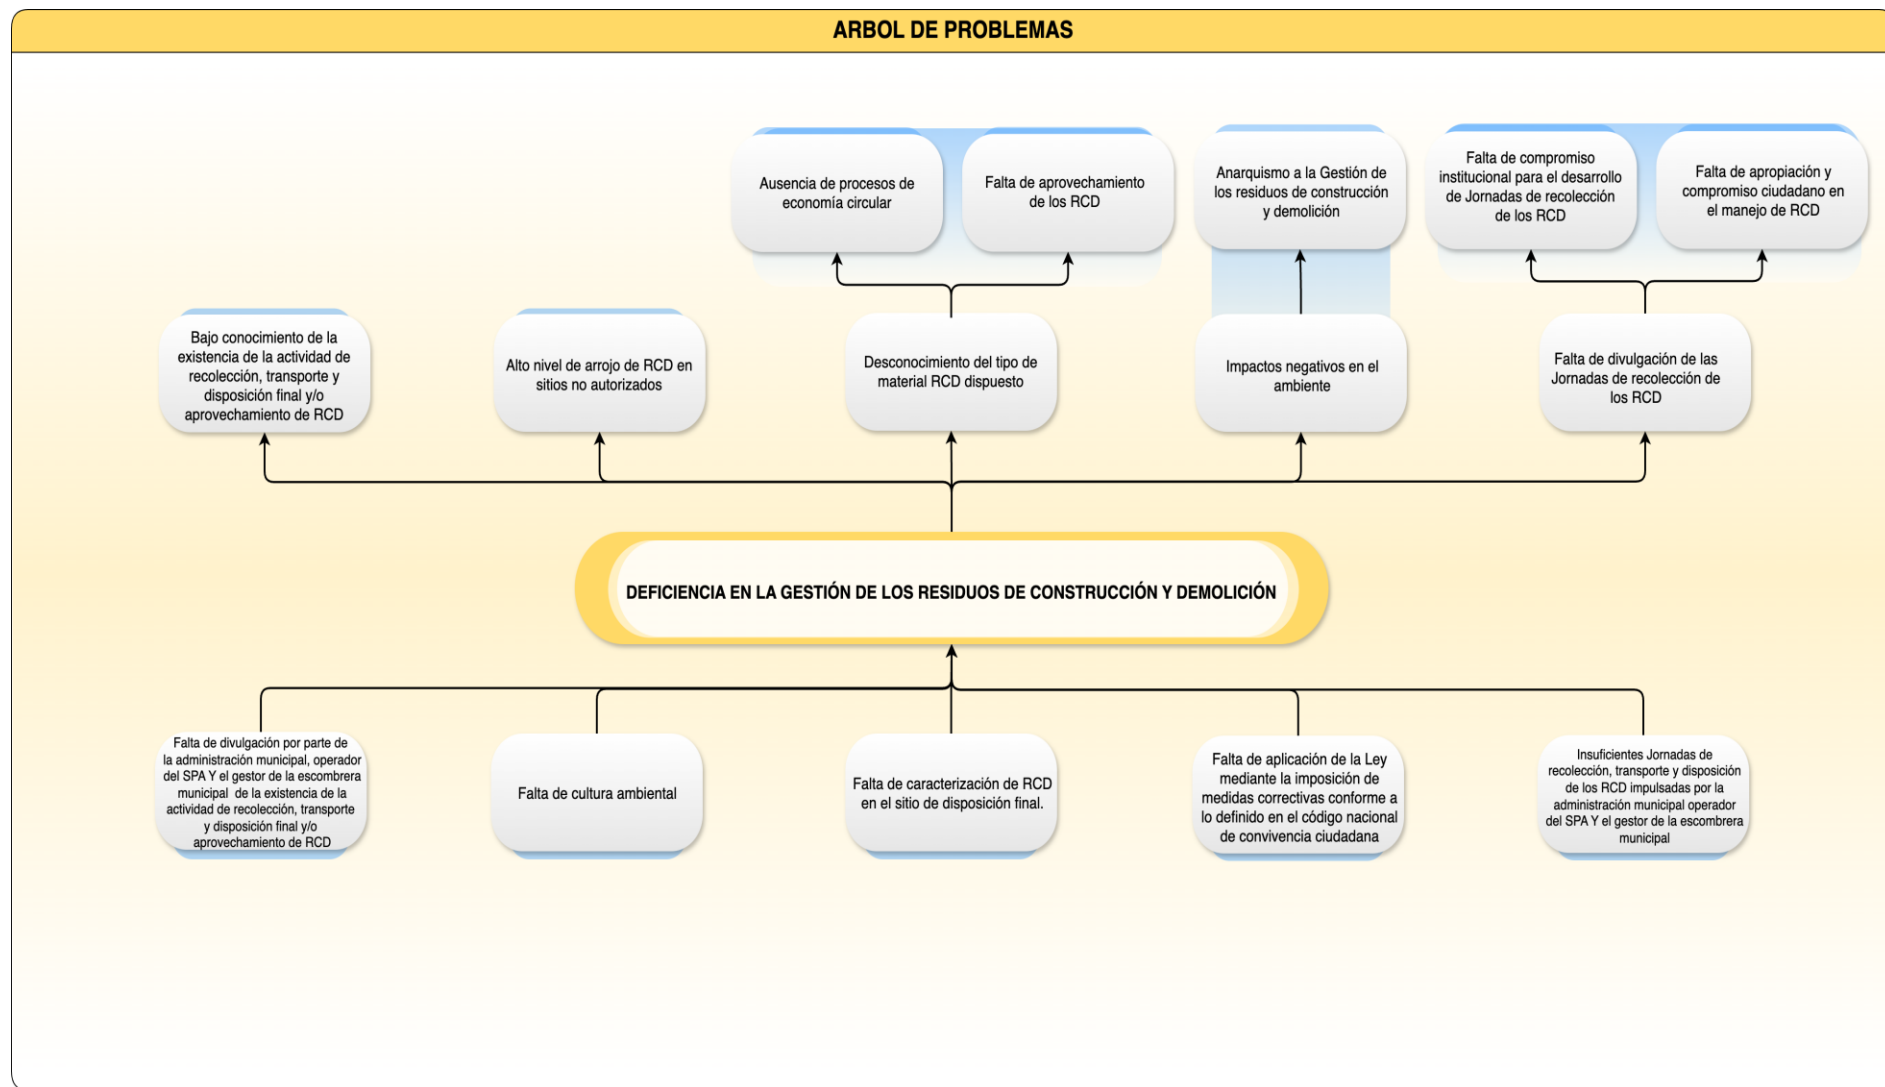 ARBOL DE PROBLEMAS
Ausencia de procesos de
economía circular
Falta de aprovechamiento
de los RCD
Anarquismo a la Gestión de
los residuos de construcción
y demolición
Falta de compromiso
institucional para el desarrollo
de Jornadas de recolección
de los RCD
Falta de apropiación y
compromiso ciudadano en
el manejo de RCD
Bajo conocimiento de la
existencia de la actividad de
recolección, transporte y
disposición final y/o
aprovechamiento de RCD
Alto nivel de arrojo de RCD en
sitios no autorizados
Desconocimiento del tipo de
material RCD dispuesto
Impactos negativos en el
ambiente
Falta de divulgación de las
Jornadas de recolección de
los RCD
DEFICIENCIA EN LA GESTIÓN DE LOS RESIDUOS DE CONSTRUCCIÓN Y DEMOLICIÓN
Falta de divulgación por parte de
la administración municipal, operador
del SPA Y el gestor de la escombrera
municipal de la existencia de la
actividad de recolección, transporte
y disposición final y/o
aprovechamiento de RCD
Falta de cultura ambiental
Falta de caracterización de RCD
en el sitio de disposición final.
Falta de aplicación de la Ley
mediante la imposición de
medidas correctivas conforme a
lo definido en el código nacional
de convivencia ciudadana
Insuficientes Jornadas de
recolección, transporte y disposición
de los RCD impulsadas por la
administración municipal operador
del SPA Y el gestor de la escombrera
municipal